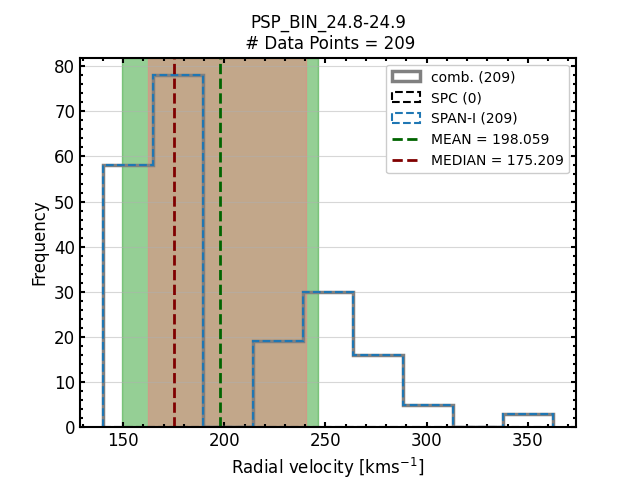 PSP_BIN_24.8-24.9
# Data Points = 209
comb. (209)
SPC (0)
SPAN-I (209)
MEAN = 198.059
MEDIAN = 175.209
Frequency
80
70
60
50
40
30
20
10
0
150 200 250 300 350
Radial velocity [kms⁻¹]